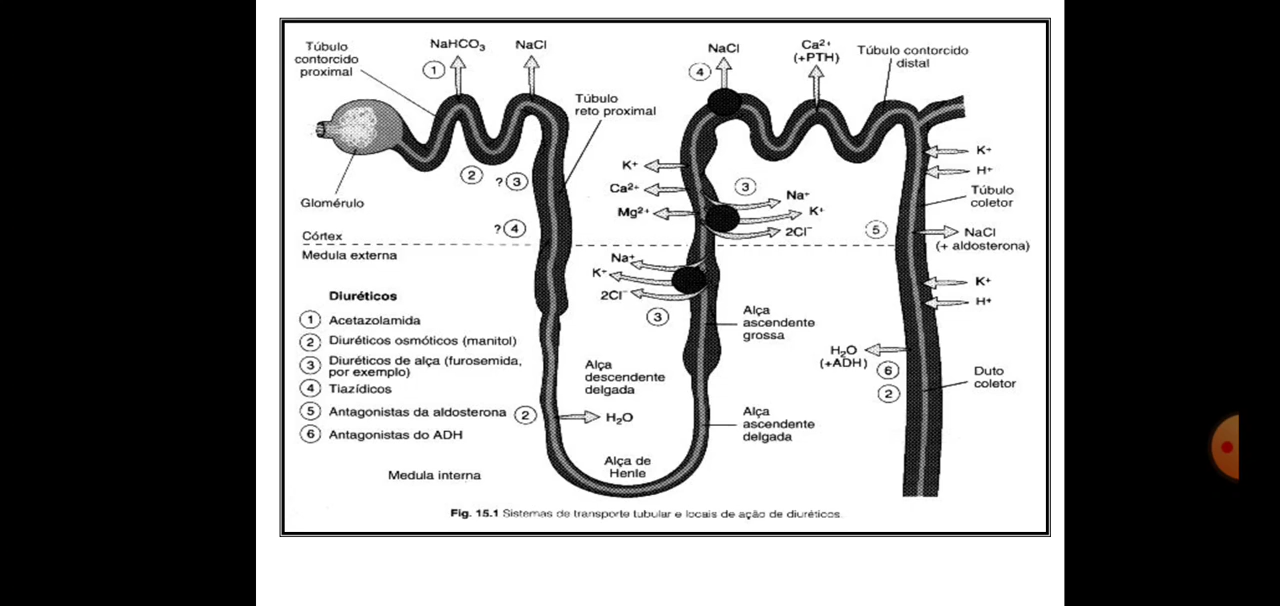 Túbulo
contorcido
proximal
NaHCO3
NaCl
1
Túbulo
reto proximal
NaCl
4
Ca2+
(+PTH)
Túbulo contorcido
distal
Glomérulo
2
? 3
? 4
K+
Ca2+
Mg2+
3
Na+
K+
2Cl-
K+
H+
Túbulo
coletor
5
NaCl
(+ aldosterona)
Córtex
Medula externa
Na+
K+
2Cl-
3
K+
H+
Diuréticos
1 Acetazolamida
2 Diuréticos osmóticos (manitol)
3 Diuréticos de alça (furosemida,
por exemplo)
4 Tiazídicos
5 Antagonistas da aldosterona
6 Antagonistas do ADH
Alça
ascendente
grossa
H2O
(+ADH)
6
2
Duto
coletor
Alça
descendente
delgada
2
H2O
Alça
ascendente
delgada
Alça de
Henle
Medula interna
Fig. 15.1 Sistemas de transporte tubular e locais de ação de diuréticos.